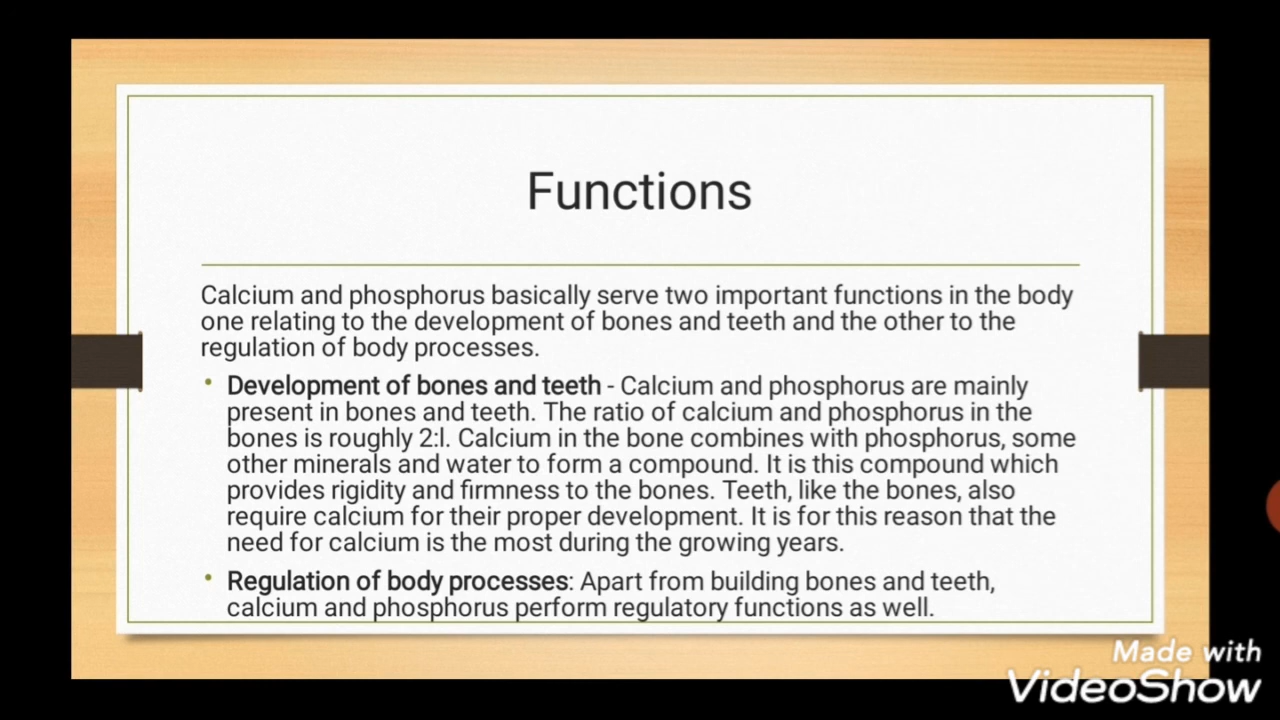 Functions
Calcium and phosphorus basically serve two important functions in the body
one relating to the development of bones and teeth and the other to the
regulation of body processes.
• Development of bones and teeth - Calcium and phosphorus are mainly
present in bones and teeth. The ratio of calcium and phosphorus in the
bones is roughly 2:l. Calcium in the bone combines with phosphorus, some
other minerals and water to form a compound. It is this compound which
provides rigidity and firmness to the bones. Teeth, like the bones, also
require calcium for their proper development. It is for this reason that the
need for calcium is the most during the growing years.
• Regulation of body processes: Apart from building bones and teeth,
calcium and phosphorus perform regulatory functions as well.
Made with
VideoShow